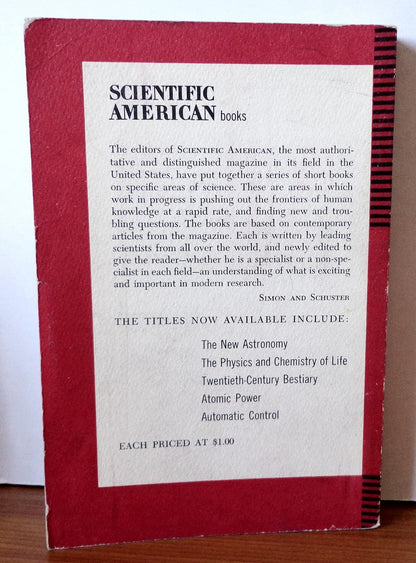 SCIENTIFIC
AMERICAN books
The editors of SCIENTIFIC AMERICAN, the most authori-
tative and distinguished magazine in its field in the
United States, have put together a series of short books
on specific areas of science. These are areas in which
work in progress is pushing out the frontiers of human
knowledge at a rapid rate, and finding new and trou-
bling questions. The books are based on contemporary
articles from the magazine. Each is written by leading
scientists from all over the world, and newly edited to
give the reader—whether he is a specialist or a non-spe-
cialist in each field—an understanding of what is exciting
and important in modern research.
SIMON AND SCHUSTER
THE TITLES NOW AVAILABLE INCLUDE:
The New Astronomy
The Physics and Chemistry of Life
Twentieth-Century Bestiary
Atomic Power
Automatic Control
EACH PRICED AT $1.00